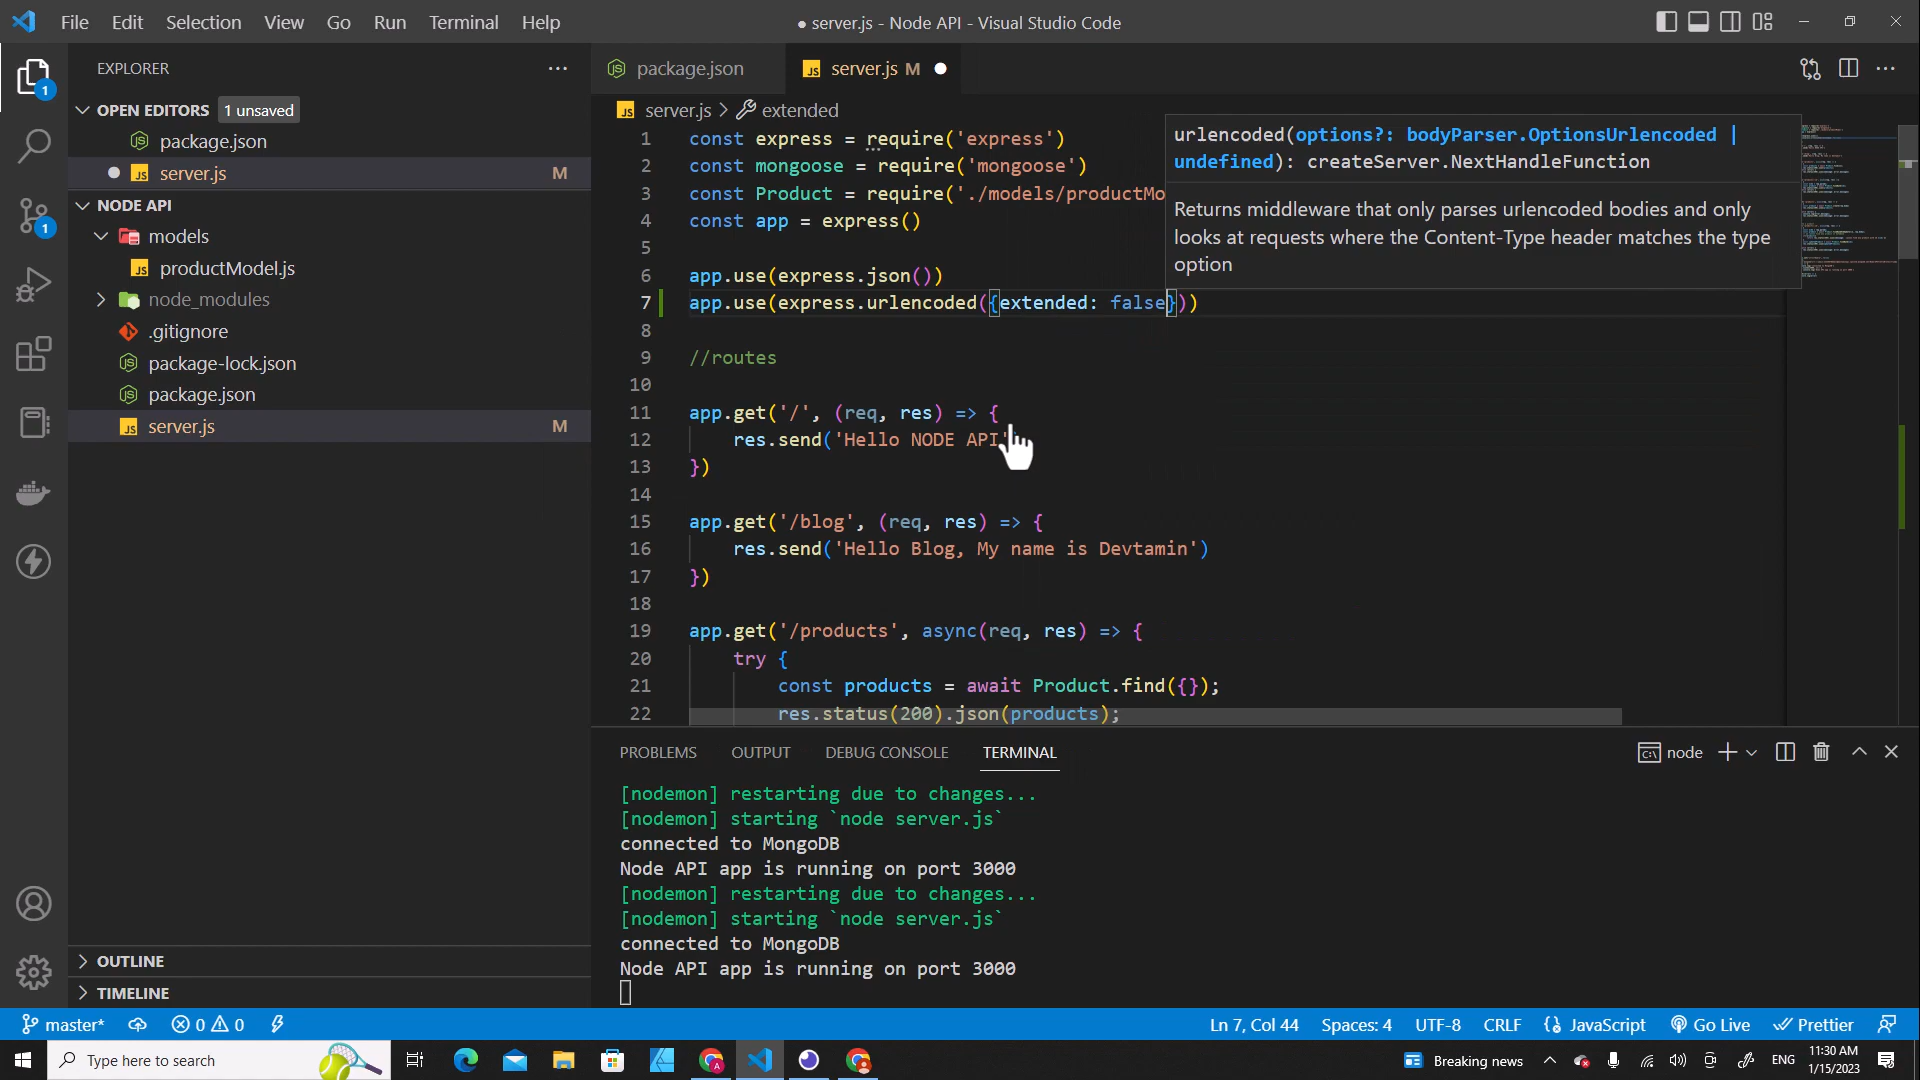 File Edit Selection View Go Run Terminal Help
● server.js - Node API - Visual Studio Code
EXPLORER
OPEN EDITORS 1 unsaved
package.json
server.js M
NODE API
models
productModel.js
node_modules
.gitignore
package-lock.json
package.json
server.js M
OUTLINE
TIMELINE
1
1
package.json
server.js M
server.js > extended
1 const express = require('express')
2 const mongoose = require('mongoose')
3 const Product = require('./models/productMo
4 const app = express()
5
6 app.use(express.json())
7 app.use(express.urlencoded({extended: false}))
8
9 //routes
10
11 app.get('/', (req, res) => {
12 res.send('Hello NODE API'
13 })
14
15 app.get('/blog', (req, res) => {
16 res.send('Hello Blog, My name is Devtamin')
17 })
18
19 app.get('/products', async(req, res) => {
20 try {
21 const products = await Product.find({});
22 res.status(200).json(products);
urlencoded(options?: bodyParser.OptionsUrlencoded |
undefined): createServer.NextHandleFunction
Returns middleware that only parses urlencoded bodies and only
looks at requests where the Content-Type header matches the type
option
PROBLEMS OUTPUT DEBUG CONSOLE TERMINAL
node
[nodemon] restarting due to changes...
[nodemon] starting `node server.js`
connected to MongoDB
Node API app is running on port 3000
[nodemon] restarting due to changes...
[nodemon] starting `node server.js`
connected to MongoDB
Node API app is running on port 3000
master* 0 0
Ln 7, Col 44 Spaces: 4 UTF-8 CRLF {} JavaScript Go Live Prettier
Type here to search
Breaking news
ENG
11:30 AM
1/15/2023